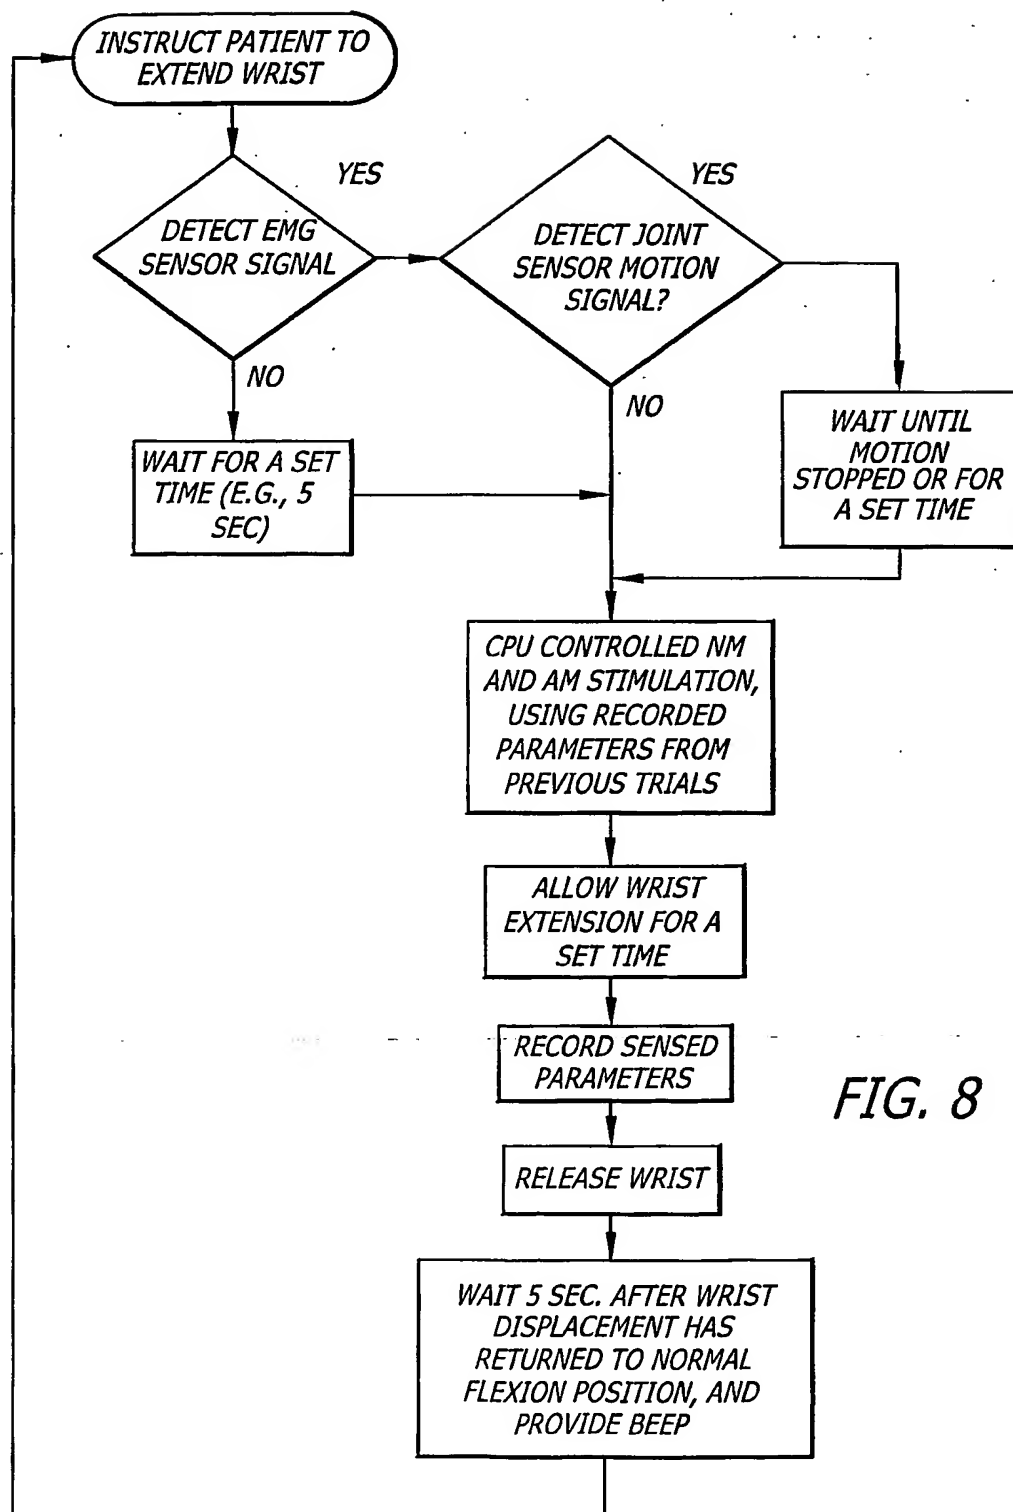 INSTRUCT PATIENT TO
EXTEND WRIST
YES
DETECT EMG
SENSOR SIGNAL
NO
YES
DETECT JOINT
SENSOR MOTION
SIGNAL?
NO
WAIT FOR A SET
TIME (E.G., 5
SEC)
WAIT UNTIL
MOTION
STOPPED OR FOR
A SET TIME
CPU CONTROLLED NM
AND AM STIMULATION,
USING RECORDED
PARAMETERS FROM
PREVIOUS TRIALS
ALLOW WRIST
EXTENSION FOR A
SET TIME
RECORD SENSED
PARAMETERS
FIG. 8
RELEASE WRIST
WAIT 5 SEC. AFTER WRIST
DISPLACEMENT HAS
RETURNED TO NORMAL
FLEXION POSITION, AND
PROVIDE BEEP